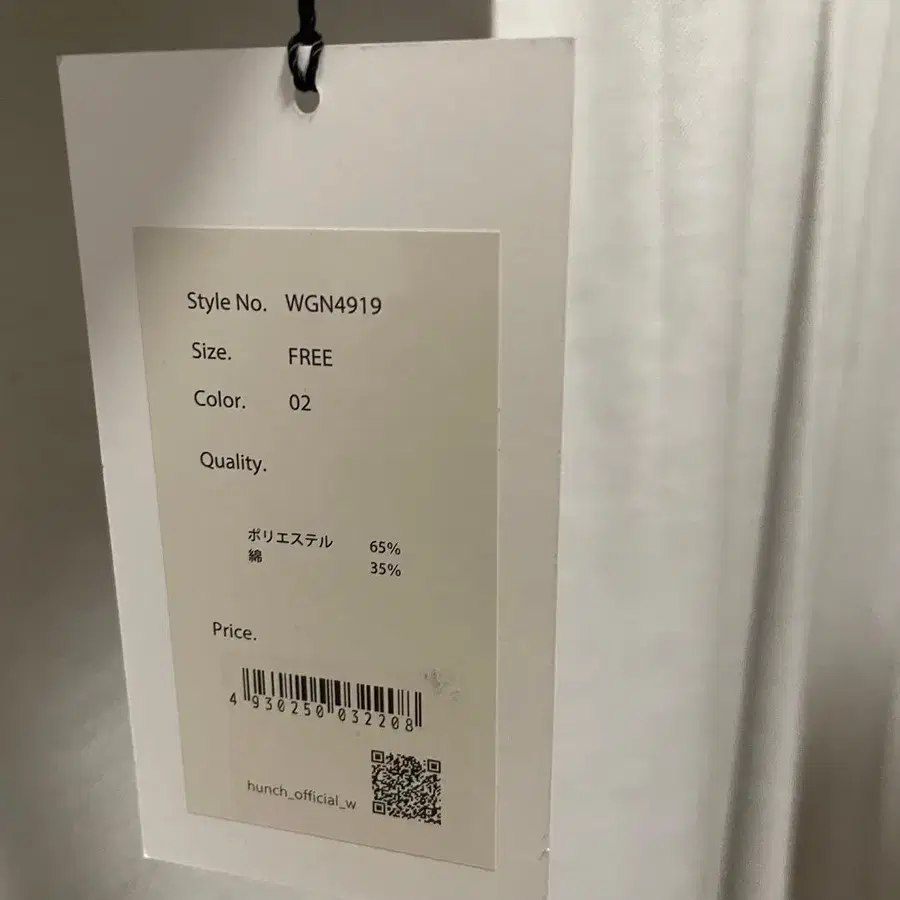 Style No. WGN4919
Size. FREE
Color. 02
Quality.
ポリエステル 65%
綿 35%
Price.
4 930250 032208
hunch_official_w